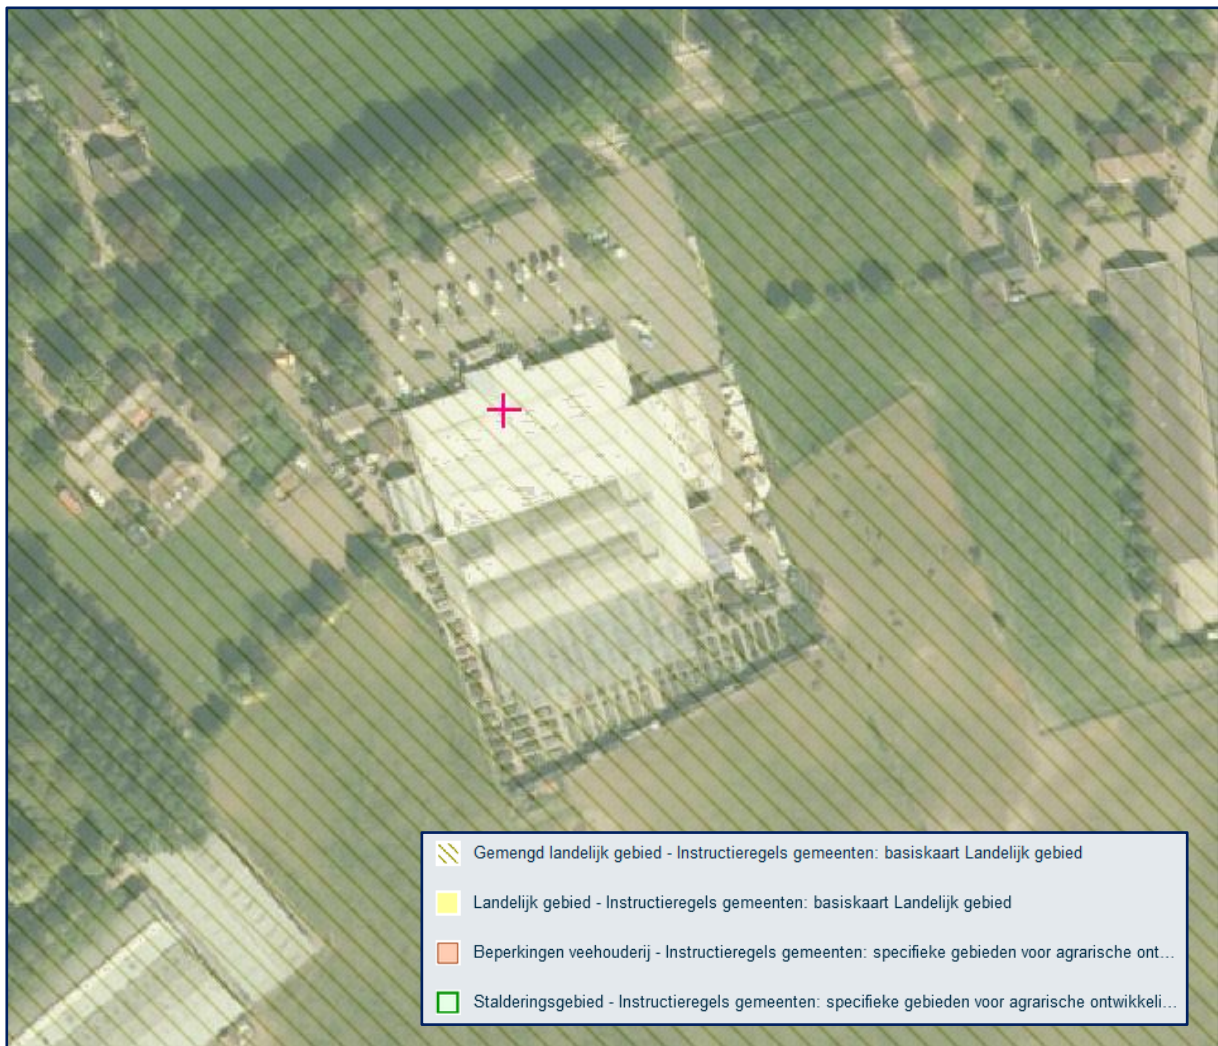 Gemengd landelijk gebied - Instructieregels gemeenten: basiskaart Landelijk gebied
Landelijk gebied - Instructieregels gemeenten: basiskaart Landelijk gebied
Beperkingen veehouderij - Instructieregels gemeenten: specifieke gebieden voor agrarische ont...
Stalderingsgebied - Instructieregels gemeenten: specifieke gebieden voor agrarische ontwikkeli...